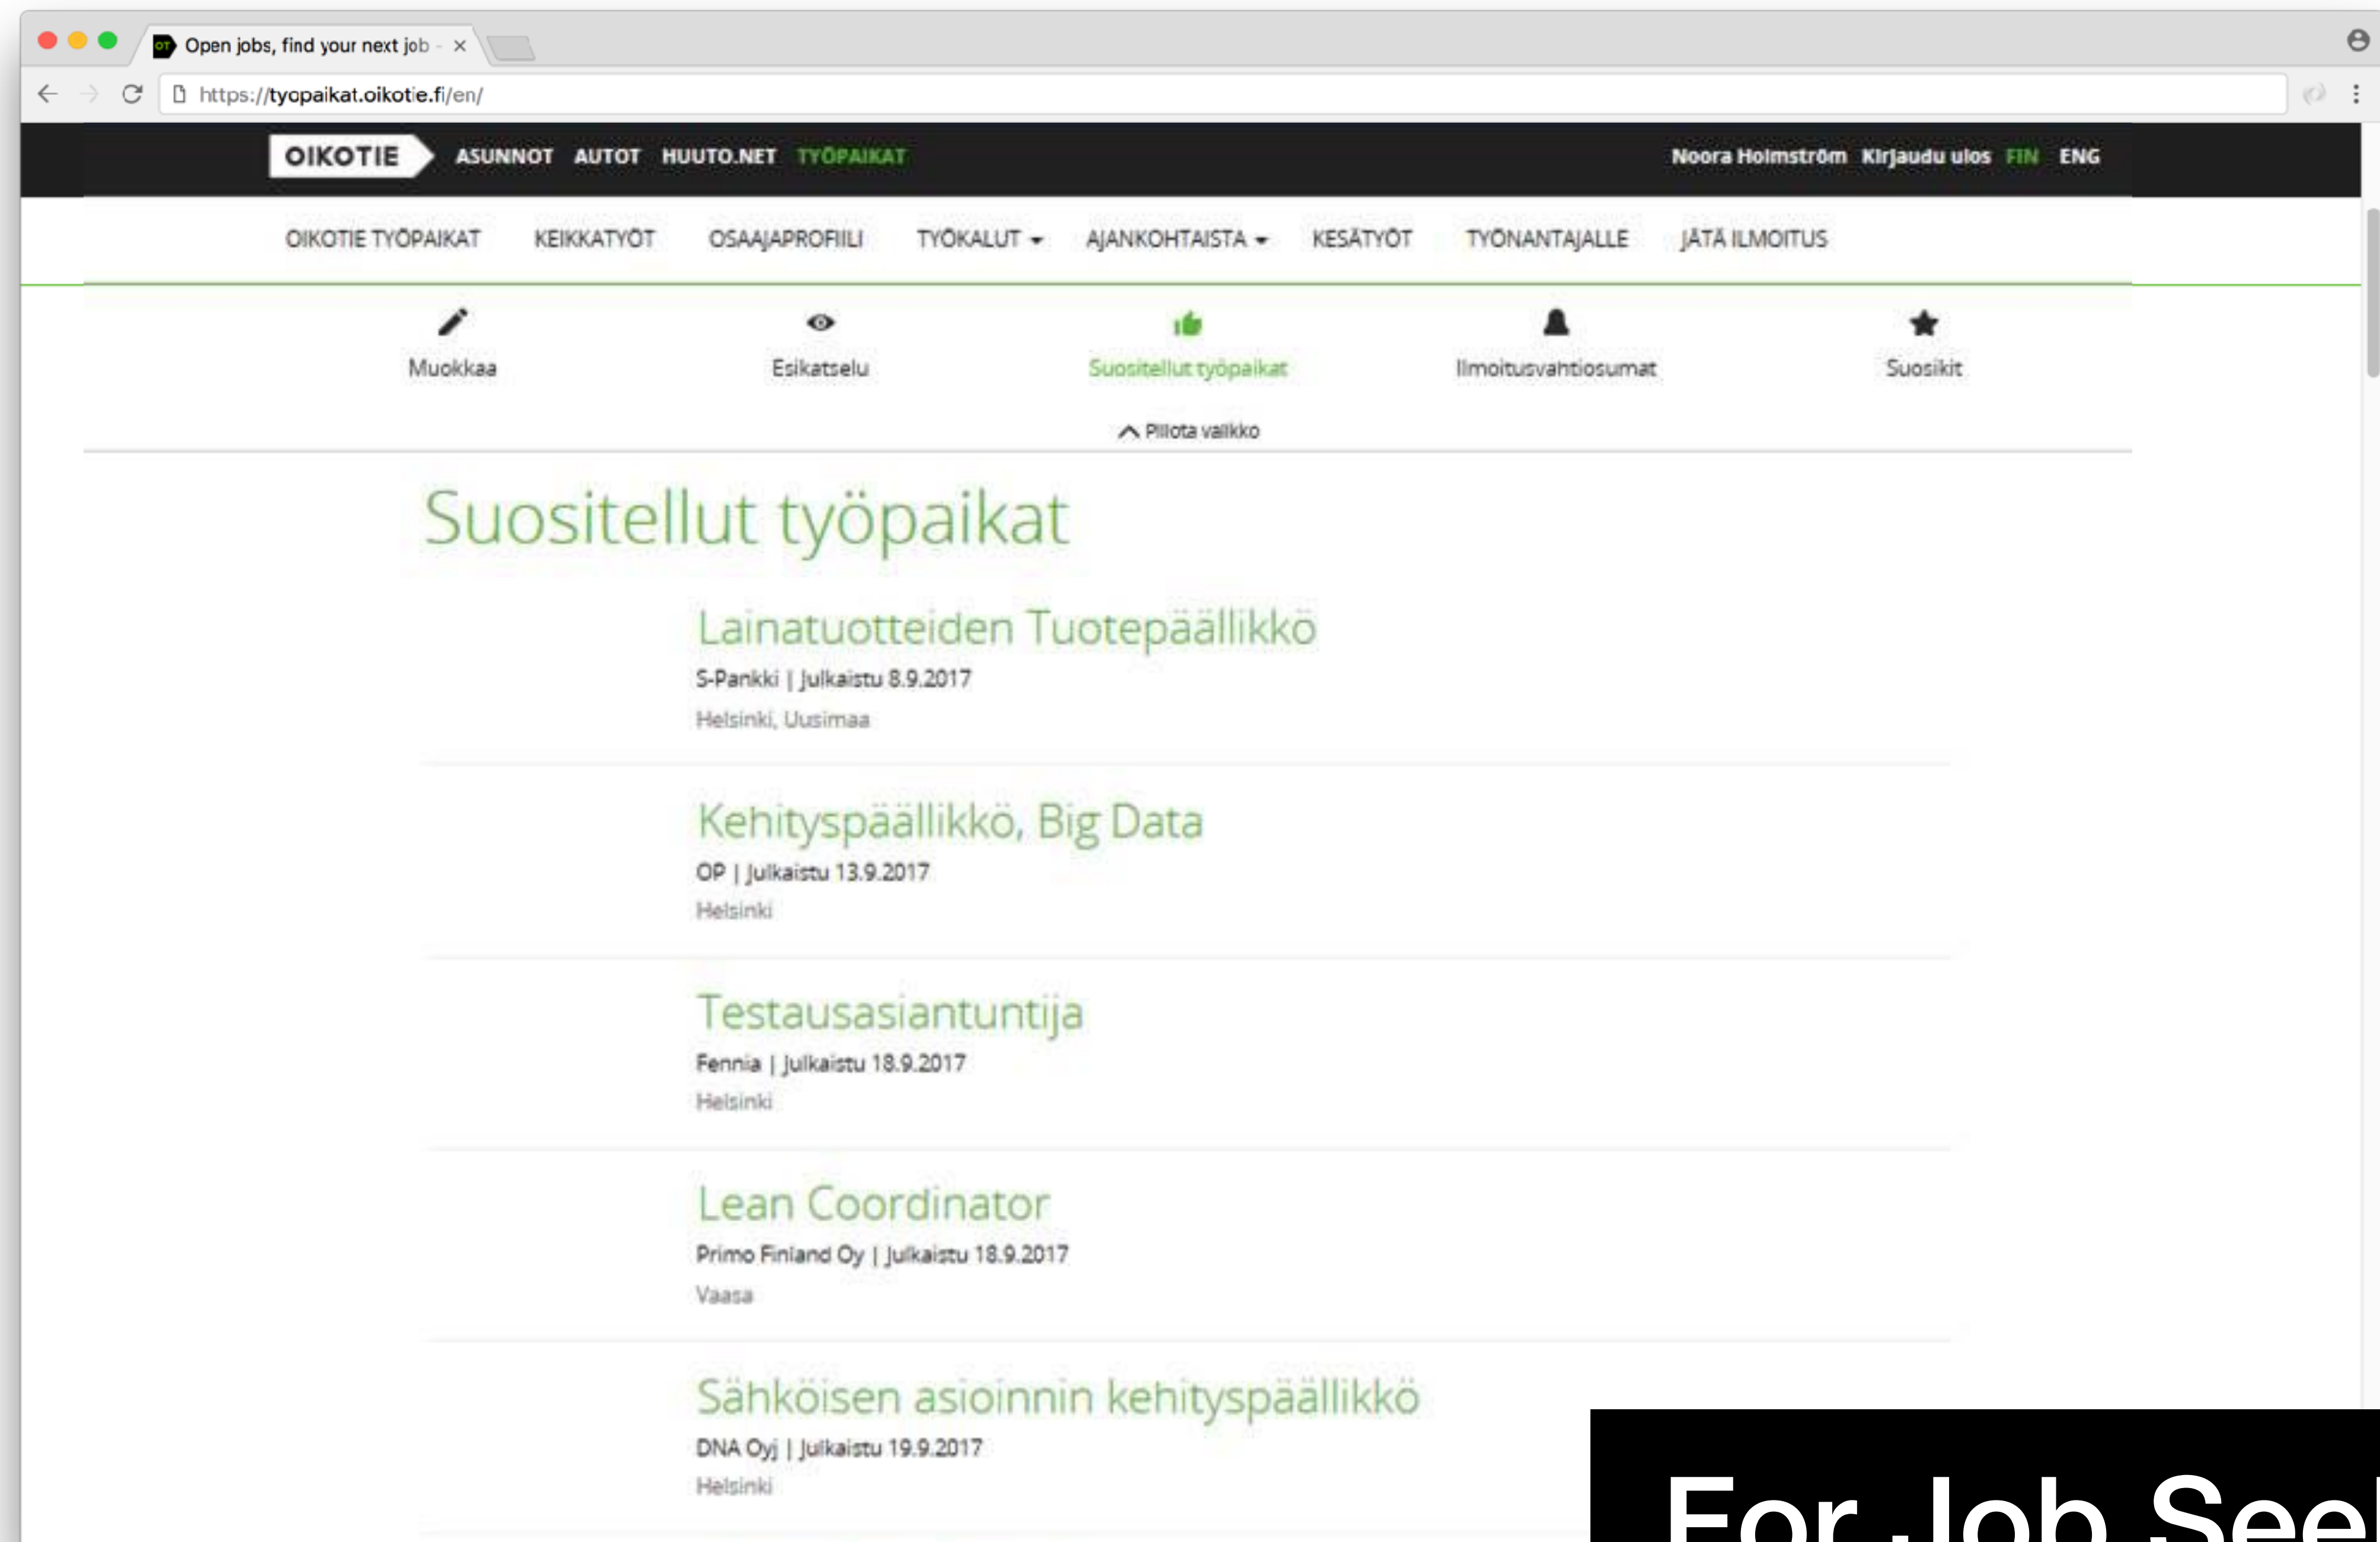 OT Open jobs, find your next job -
https://tyopaikat.oikotie.fi/en/
OIKOTIE ASUNNOT AUTOT HUUTO.NET TYÖPAIKAT Noora Holmström Kirjaudu ulos FIN ENG
OIKOTIE TYÖPAIKAT KEIKKATYÖT OSAAJAPROFIILI TYÖKALUT AJANKOHTAISTA KESÄTYÖT TYÖNANTAJALLE JÄTÄ ILMOITUS
Muokkaa Esikatselu Suositellut työpaikat Ilmoitusvahtiosumat Suosikit
Piilota valikko
Suositellut työpaikat
Lainatuotteiden Tuotepäällikkö
S-Pankki | Julkaistu 8.9.2017
Helsinki, Uusimaa
Kehityspäällikkö, Big Data
OP | Julkaistu 13.9.2017
Helsinki
Testausasiantuntija
Fennia | Julkaistu 18.9.2017
Helsinki
Lean Coordinator
Primo Finland Oy | Julkaistu 18.9.2017
Vaasa
Sähköisen asioinnin kehityspäällikkö
DNA Oyj | Julkaistu 19.9.2017
Helsinki
For Job